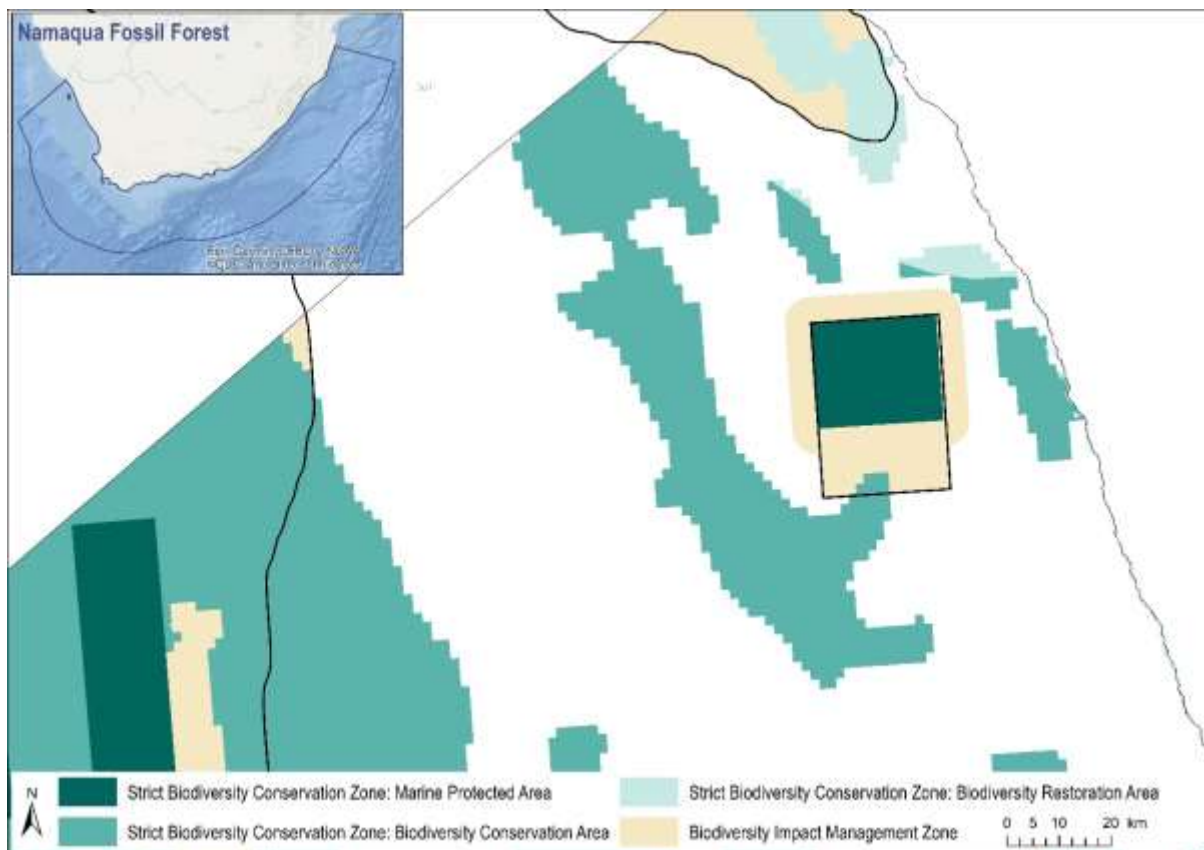 Namaqua Fossil Forest
N
Strict Biodiversity Conservation Zone: Marine Protected Area
Strict Biodiversity Conservation Zone: Biodiversity Conservation Area
Strict Biodiversity Conservation Zone: Biodiversity Restoration Area
Biodiversity Impact Management Zone
0 5 10 20 km